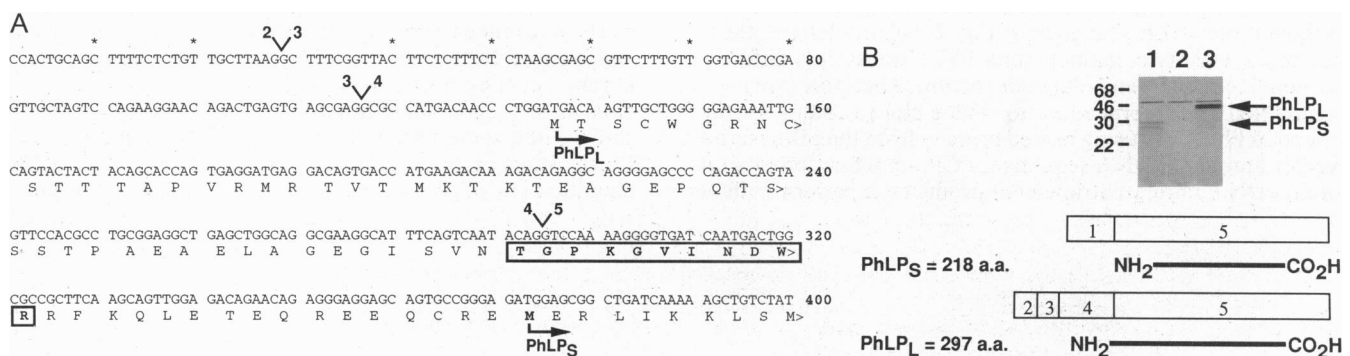 A
2 3
* * * * * * * *
CCACTGCAGC TTTTCTCTGT TGCTTAAGGC TTTCGGTTAC TTCTCTTTCT CTAAGCGAGC GTTCTTTGTT GGTGACCCGA 80
3 4
GTTGCTAGTC CAGAAGGAAC AGACTGAGTG AGCGAGGCGC CATGACAACC CTGGATGACA AGTTGCTGGG GGAGAAATTG 160
M T S C W G R N C>
PhLPL
CAGTACTACT ACAGCACCAG TGAGGATGAG GACAGTGACC ATGAAGACAA AGACAGAGGC AGGGGAGCCC CAGACCAGTA 240
S T T T A P V R M R T V T M K T K T E A G E P Q T S>
4 5
GTTCCACGCC TGCGGAGGCT GAGCTGGCAG GCGAAGGCAT TTCAGTCAAT ACAGGTCCAA AAGGGGTGAT CAATGACTGG 320
S S T P A E A E L A G E G I S V N T G P K G V I N D W>
CGCCGCTTCA AGCAGTTGGA GACAGAACAG AGGGAGGAGC AGTGCCGGGA GATGGAGCGG CTGATCAAAA AGCTGTCTAT 400
R R F K Q L E T E Q R E E Q C R E M E R L I K K L S M>
PhLPS
B
1 2 3
68
46
30
22
PhLPL
PhLPS
1 5
PhLPS = 218 a.a. NH2 CO2H
2 3 4 5
PhLPL = 297 a.a. NH2 CO2H